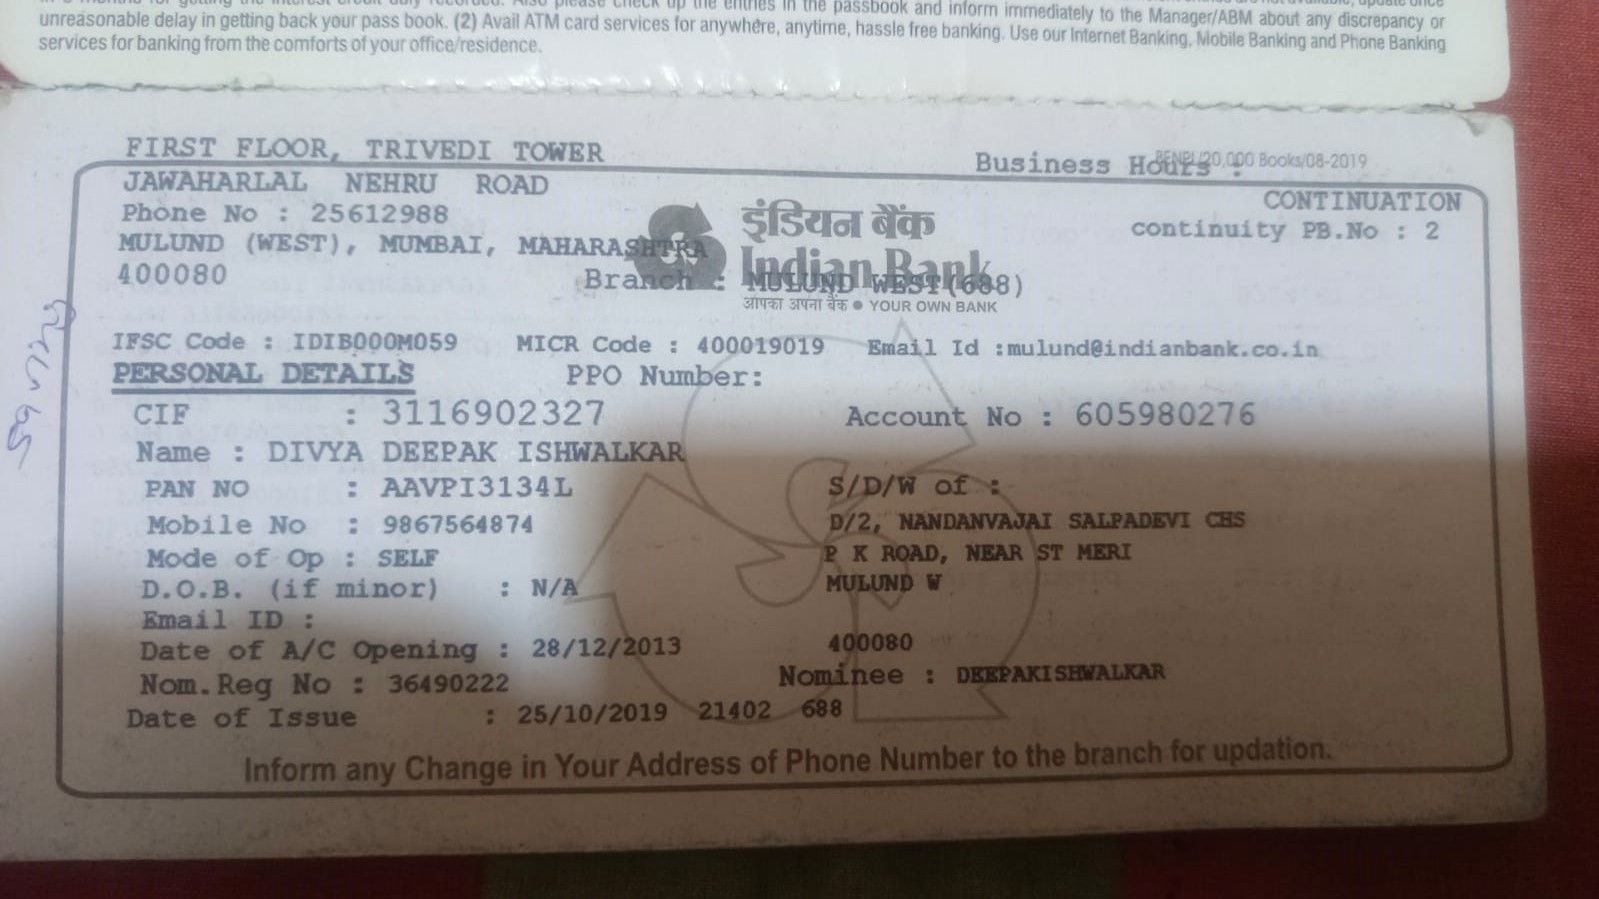 unreasonable delay in getting back your pass book. (2) Avail ATM card services for anywhere, anytime, hassle free banking. Use our Internet Banking, Mobile Banking and Phone Banking
services for banking from the comforts of your office/residence.
FIRST FLOOR, TRIVEDI TOWER
Business Hours :
BENPL/20,000 Books/08-2019
JAWAHARLAL NEHRU ROAD
CONTINUATION
Phone No : 25612988
इंडियन बैंक
continuity PB.No : 2
MULUND (WEST), MUMBAI, MAHARASHTRA
Indian Bank
400080
Branch : MULUND WEST(688)
आपका अपना बैंक ● YOUR OWN BANK
IFSC Code : IDIB000M059 MICR Code : 400019019 Email Id :mulund@indianbank.co.in
PERSONAL DETAILS PPO Number:
CIF : 3116902327 Account No : 605980276
Name : DIVYA DEEPAK ISHWALKAR
PAN NO : AAVPI3134L S/D/W of :
Mobile No : 9867564874 D/2, NANDANVAJAI SALPADEVI CHS
Mode of Op : SELF P K ROAD, NEAR ST MERI
D.O.B. (if minor) : N/A MULUND W
Email ID :
Date of A/C Opening : 28/12/2013 400080
Nom.Reg No : 36490222 Nominee : DEEPAKISHWALKAR
Date of Issue : 25/10/2019 21402 688
Inform any Change in Your Address of Phone Number to the branch for updation.